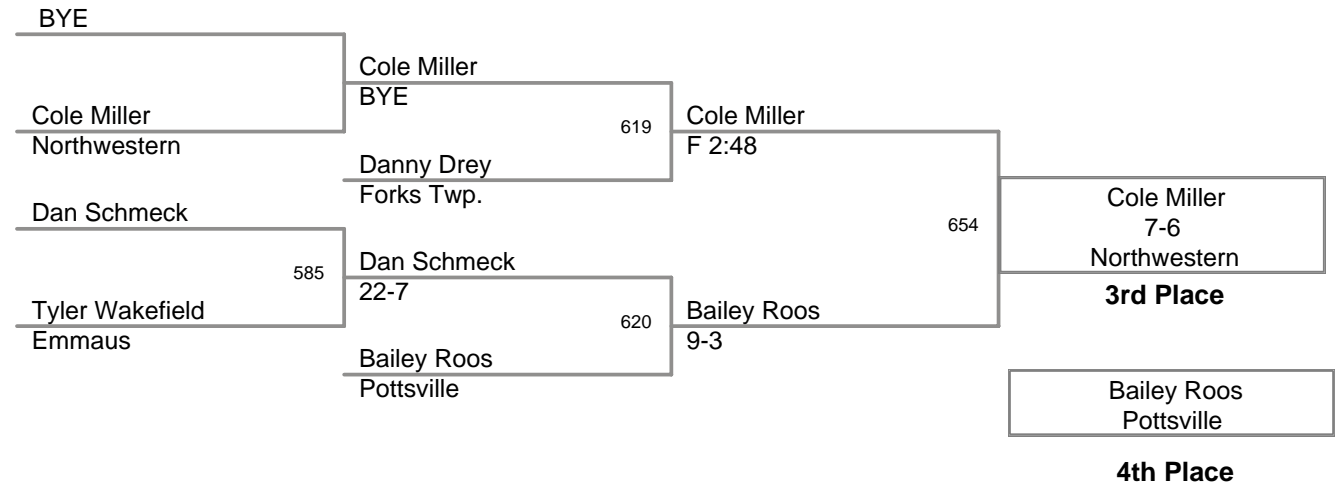 BYE
Cole Miller
BYE
Cole Miller
Northwestern
619
Cole Miller
F 2:48
Danny Drey
Forks Twp.
Dan Schmeck
654
Cole Miller
7-6
Northwestern
3rd Place
585
Dan Schmeck
22-7
Tyler Wakefield
Emmaus
620
Bailey Roos
9-3
Bailey Roos
Pottsville
Bailey Roos
Pottsville
4th Place